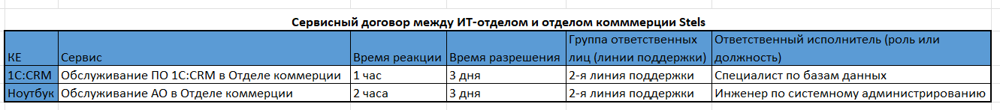 Сервисный договор между ИТ-отделом и отделом комммерции Stels
КЕ Сервис Время реакции Время разрешения Группа ответственных лиц (линии поддержки) Ответственный исполнитель (роль или должность)
1С:CRM Обслуживание ПО 1С:CRM в Отделе коммерции 1 час 3 дня 2-я линия поддержки Специалист по базам данных
Ноутбук Обслуживание АО в Отделе коммерции 2 часа 3 дня 2-я линия поддержки Инженер по системному администрированию